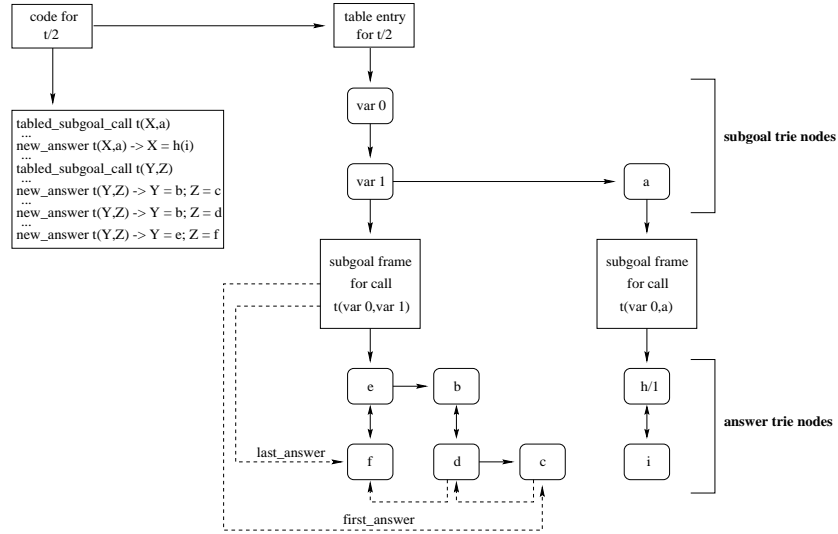 code for
t/2
table entry
for t/2
tabled_subgoal_call t(X,a)
...
new_answer t(X,a) -> X = h(i)
...
tabled_subgoal_call t(Y,Z)
...
new_answer t(Y,Z) -> Y = b; Z = c
...
new_answer t(Y,Z) -> Y = b; Z = d
...
new_answer t(Y,Z) -> Y = e; Z = f
var 0
var 1
a
subgoal trie nodes
subgoal frame
for call
t(var 0,var 1)
subgoal frame
for call
t(var 0,a)
e
b
h/1
answer trie nodes
last_answer
f
d
c
i
first_answer